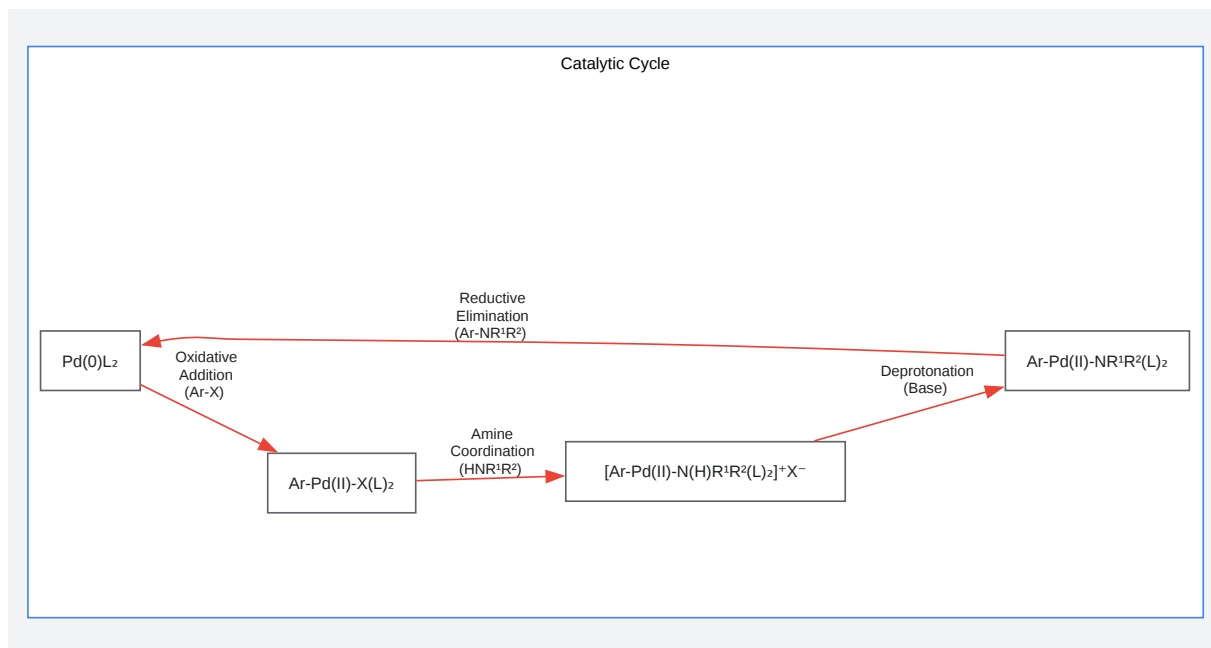 Catalytic Cycle
Reductive
Elimination
(Ar-NR¹R²)
Pd(0)L₂
Oxidative
Addition
(Ar-X)
Ar-Pd(II)-NR¹R²(L)₂
Deprotonation
(Base)
Amine
Coordination
(HNR¹R²)
Ar-Pd(II)-X(L)₂
[Ar-Pd(II)-N(H)R¹R²(L)₂]⁺X⁻